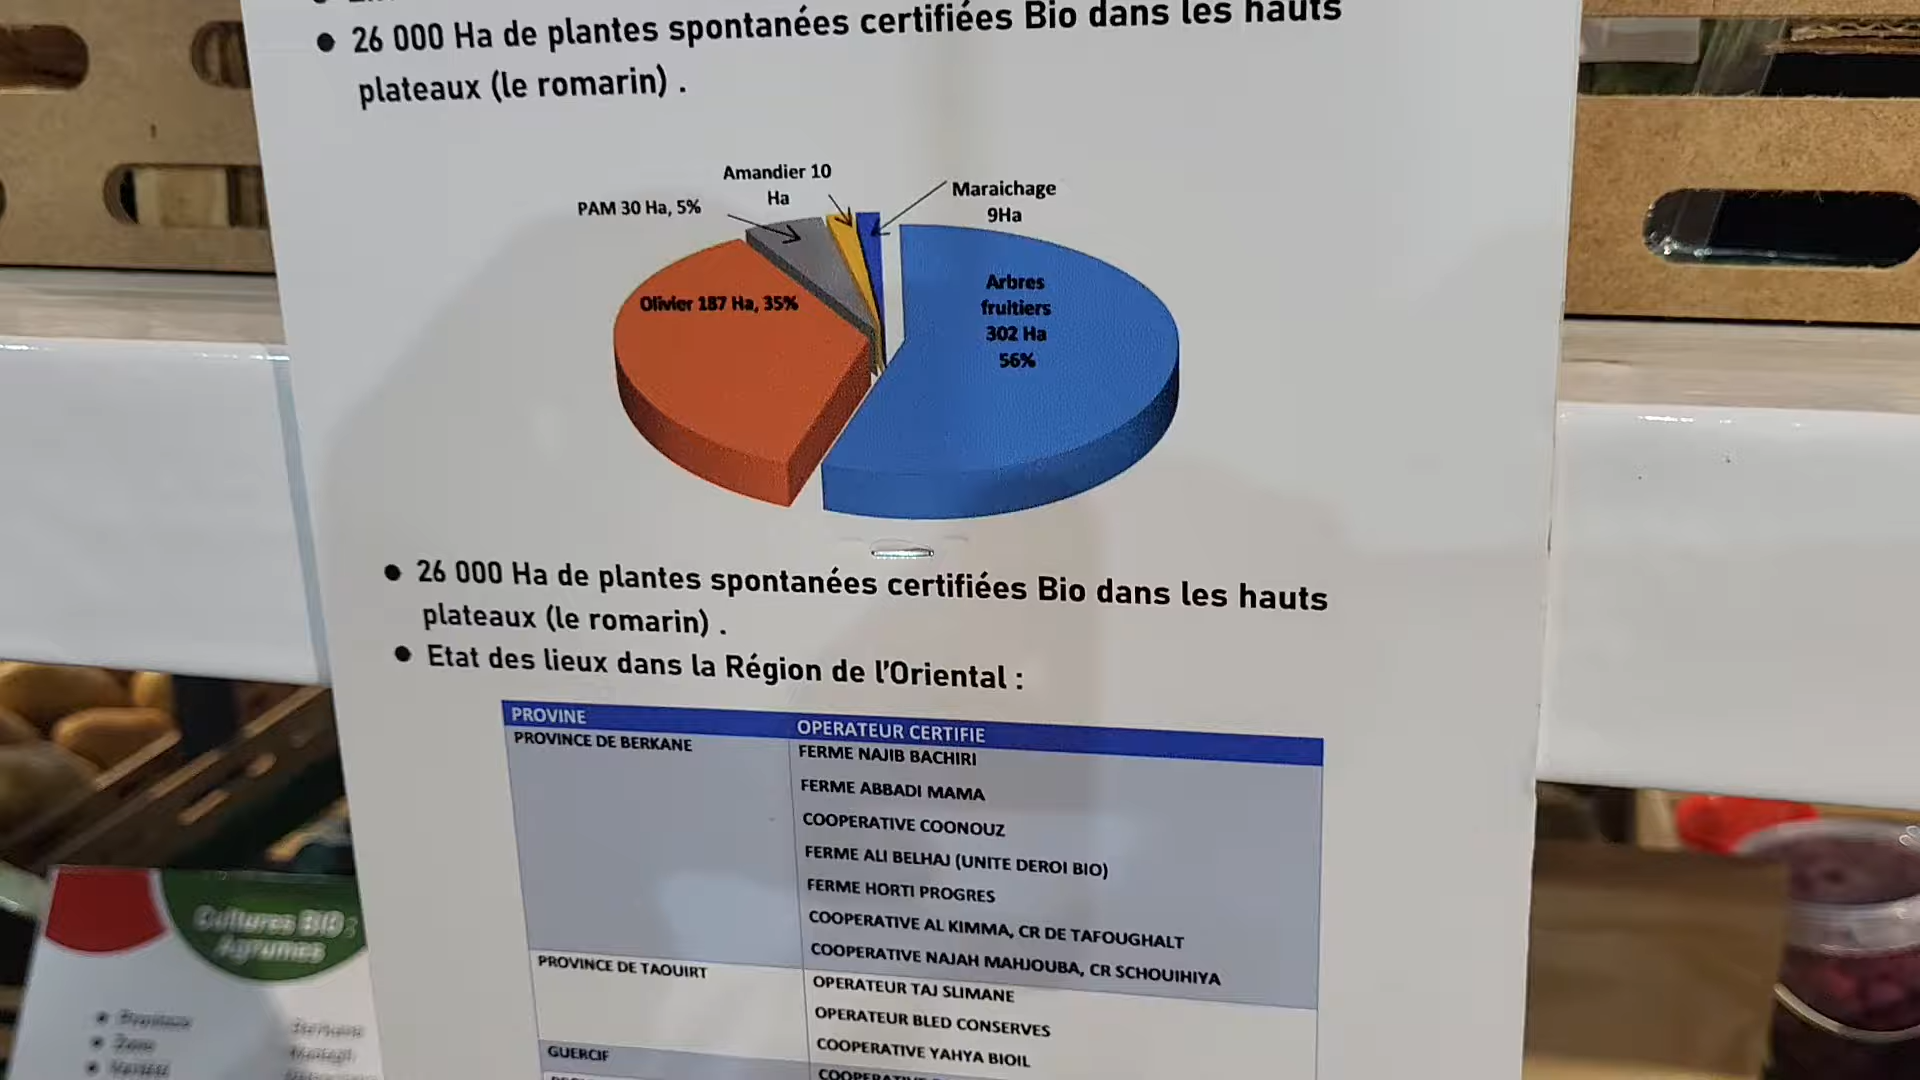 ● 26 000 Ha de plantes spontanées certifiées Bio dans les hauts
plateaux (le romarin) .
Amandier 10
Ha
PAM 30 Ha, 5%
Maraichage
9Ha
Arbres
fruitiers
302 Ha
56%
Olivier 187 Ha, 35%
● 26 000 Ha de plantes spontanées certifiées Bio dans les hauts
plateaux (le romarin) .
● Etat des lieux dans la Région de l'Oriental :
PROVINE OPERATEUR CERTIFIE
PROVINCE DE BERKANE FERME NAJIB BACHIRI
FERME ABBADI MAMA
COOPERATIVE COONOUZ
FERME ALI BELHAJ (UNITE DEROI BIO)
FERME HORTI PROGRES
COOPERATIVE AL KIMMA, CR DE TAFOUGHALT
COOPERATIVE NAJAH MAHJOUBA, CR SCHOUIHIYA
PROVINCE DE TAOUIRT OPERATEUR TAJ SLIMANE
OPERATEUR BLED CONSERVES
COOPERATIVE YAHYA BIOIL
GUERCIF
Cultures BIO :
Agrumes